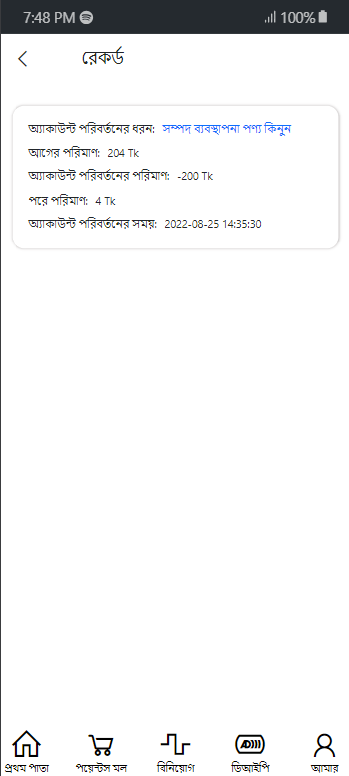 7:48 PM 100%
রেকর্ড
অ্যাকাউন্ট পরিবর্তনের ধরন: সম্পদ ব্যবস্থাপনা পণ্য কিনুন
আগের পরিমাণ: 204 Tk
অ্যাকাউন্ট পরিবর্তনের পরিমাণ: -200 Tk
পরে পরিমাণ: 4 Tk
অ্যাকাউন্ট পরিবর্তনের সময়: 2022-08-25 14:35:30
প্রথম পাতা পয়েন্টস মল বিনিয়োগ ভিআইপি আমার